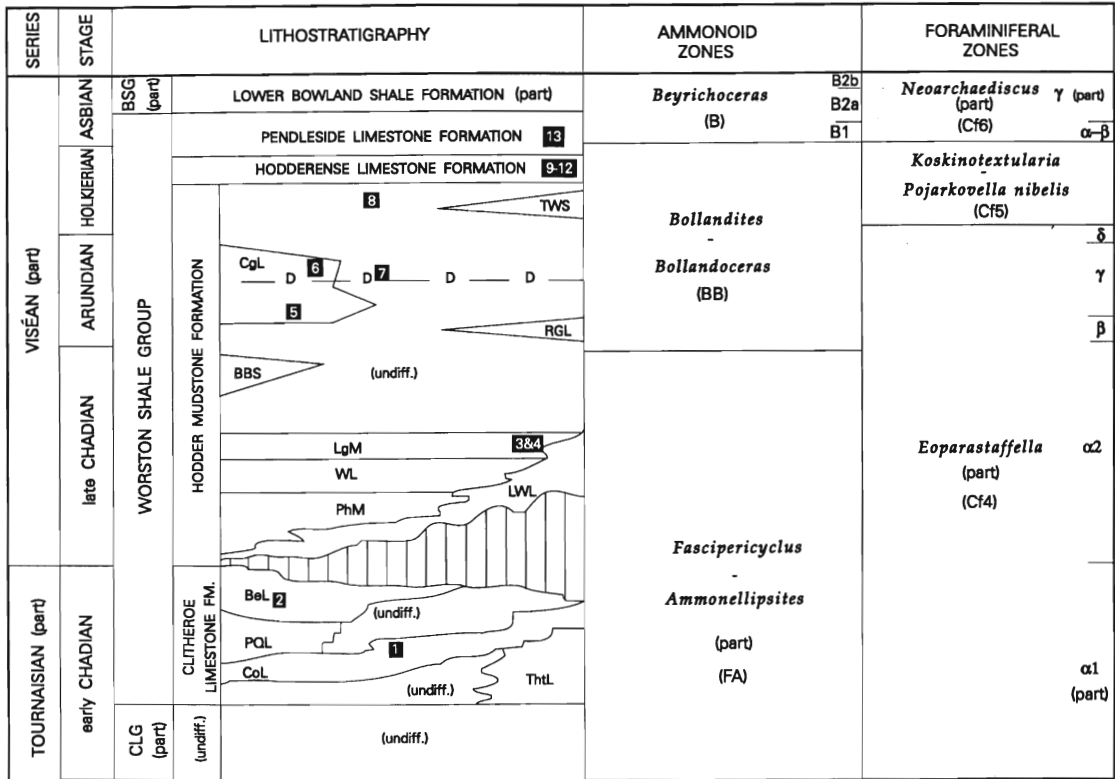 SERIES
STAGE
LITHOSTRATIGRAPHY
AMMONOID
ZONES
FORAMINIFERAL
ZONES
VISÉAN (part)
TOURNAISIAN (part)
ASBIAN
HOLKIERIAN
ARUNDIAN
late CHADIAN
early CHADIAN
BSG
(part)
WORSTON SHALE GROUP
CLG
(part)
LOWER BOWLAND SHALE FORMATION (part)
PENDLESIDE LIMESTONE FORMATION 13
HODDERENSE LIMESTONE FORMATION 9-12
HODDER MUDSTONE FORMATION
8
TWS
CgL
6
D D 7 D D
5
RGL
BBS
(undiff.)
LgM
3&4
WL
LWL
PhM
CLITHEROE
LIMESTONE FM.
BeL 2
(undiff.)
PQL
1
CoL
(undiff.)
ThtL
(undiff.)
(undiff.)
Beyrichoceras
(B)
B2b
B2a
B1
Bollandites
-
Bollandoceras
(BB)
Fascipericyclus
-
Ammonellipsites
(part)
(FA)
Neoarchaediscus
(part)
(Cf6)
γ (part)
α–β
Koskinotextularia
-
Pojarkovella nibelis
(Cf5)
δ
γ
β
Eoparastaffella
(part)
(Cf4)
α2
α1
(part)